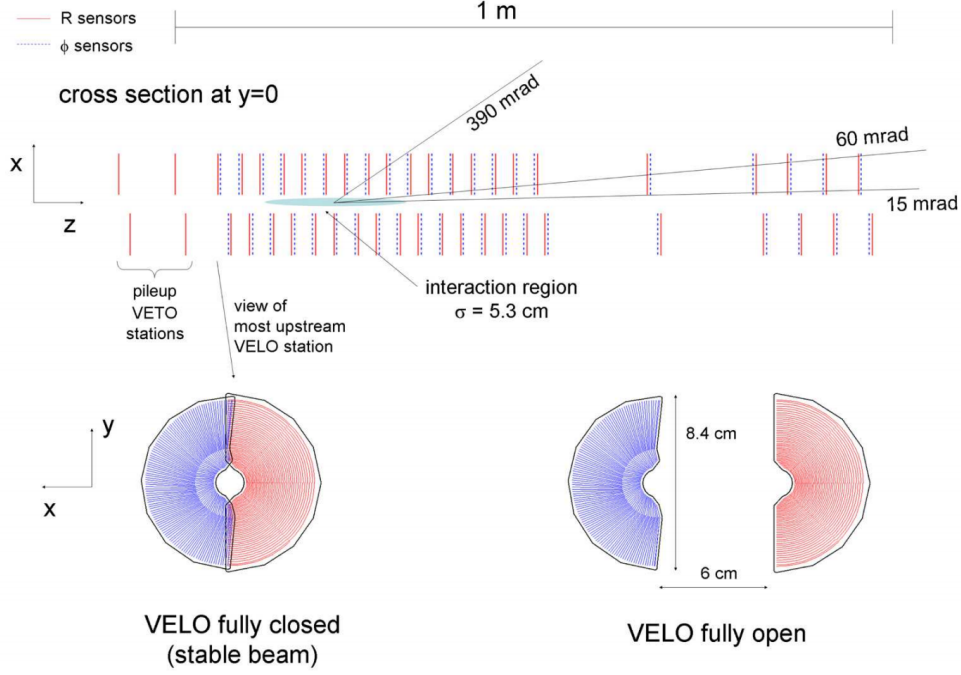 R sensors
ϕ sensors
1 m
cross section at y=0
390 mrad
60 mrad
15 mrad
x
z
pileup
VETO
stations
view of
most upstream
VELO station
interaction region
σ = 5.3 cm
y
x
8.4 cm
6 cm
VELO fully closed
(stable beam)
VELO fully open